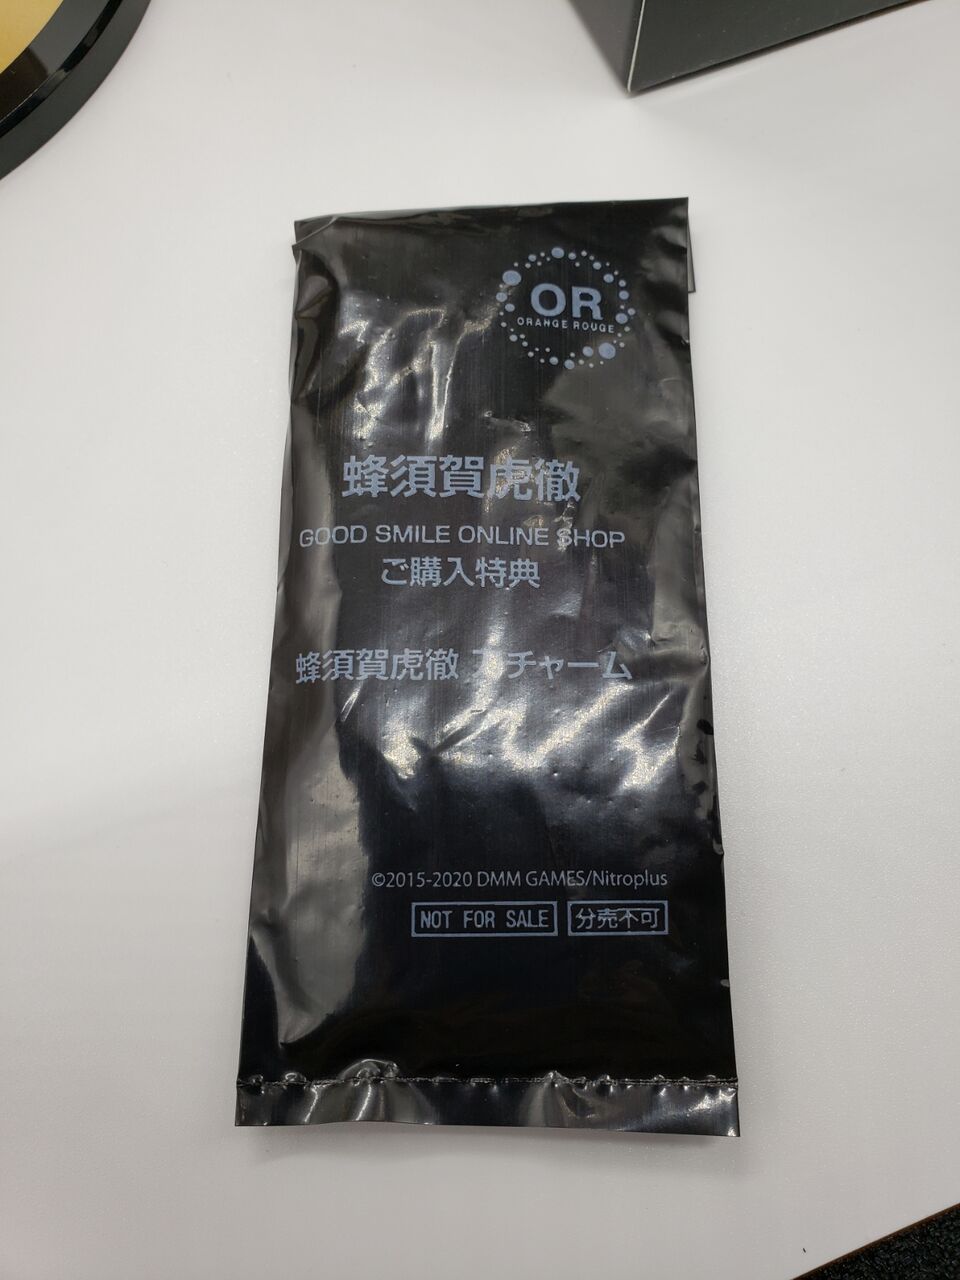 OR
ORANGE ROUGE
蜂須賀虎徹
GOOD SMILE ONLINE SHOP
ご購入特典
蜂須賀虎徹 チャーム
©2015-2020 DMM GAMES/Nitroplus
NOT FOR SALE 分売不可